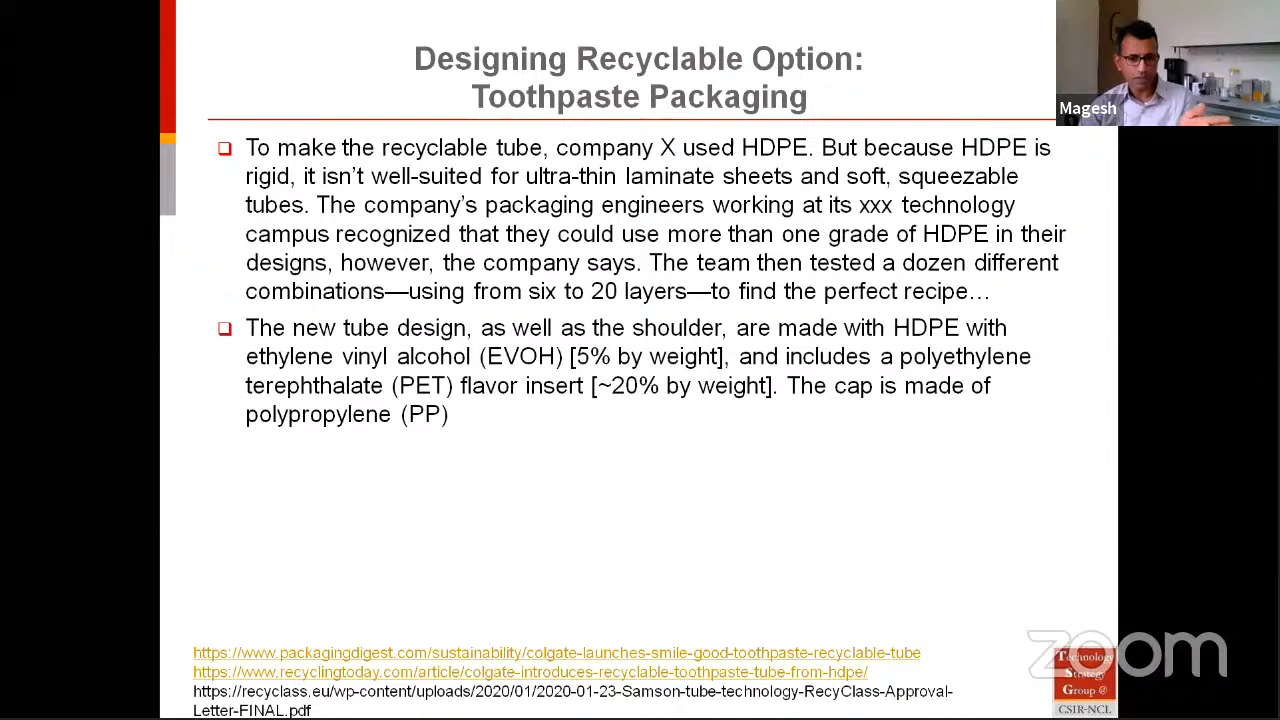 Designing Recyclable Option:
Toothpaste Packaging
Magesh
To make the recyclable tube, company X used HDPE. But because HDPE is
rigid, it isn’t well-suited for ultra-thin laminate sheets and soft, squeezable
tubes. The company’s packaging engineers working at its xxx technology
campus recognized that they could use more than one grade of HDPE in their
designs, however, the company says. The team then tested a dozen different
combinations—using from six to 20 layers—to find the perfect recipe…
The new tube design, as well as the shoulder, are made with HDPE with
ethylene vinyl alcohol (EVOH) [5% by weight], and includes a polyethylene
terephthalate (PET) flavor insert [~20% by weight]. The cap is made of
polypropylene (PP)
https://www.packagingdigest.com/sustainability/colgate-launches-smile-good-toothpaste-recyclable-tube
https://www.recyclingtoday.com/article/colgate-introduces-recyclable-toothpaste-tube-from-hdpe/
https://recyclass.eu/wp-content/uploads/2020/01/2020-01-23-Samson-tube-technology-RecyClass-Approval-
Letter-FINAL.pdf
zoom
Technology
Strategy
Group @
CSIR-NCL